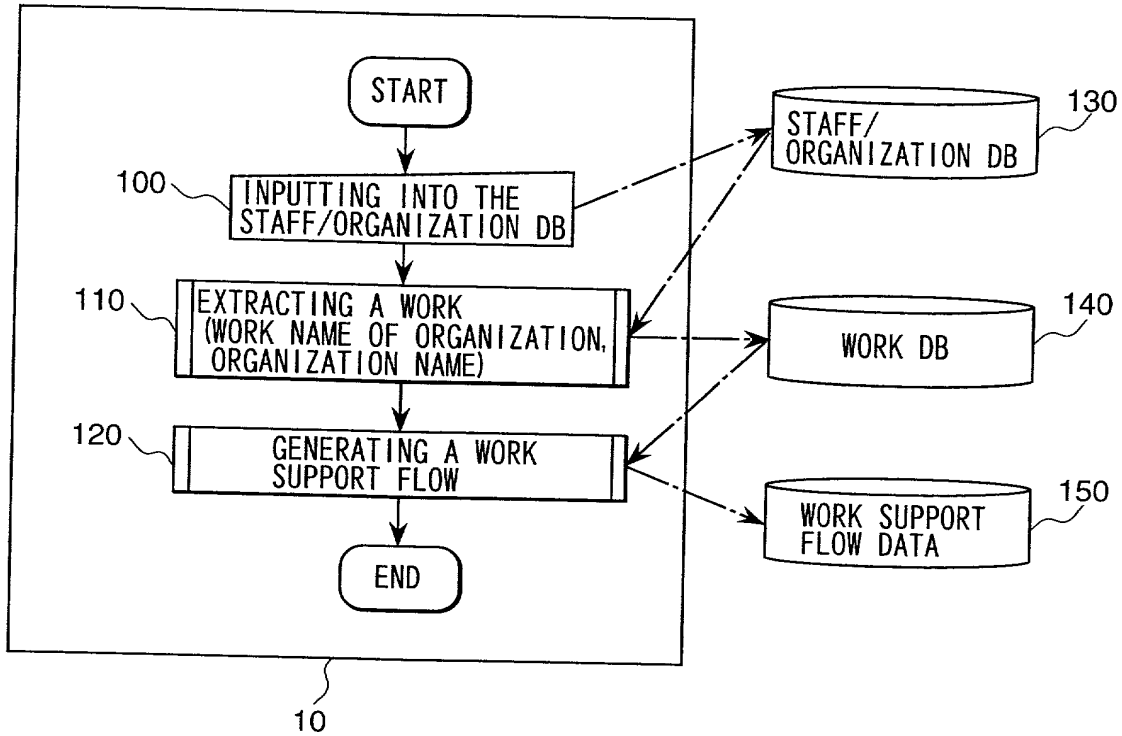 START
130
STAFF/
ORGANIZATION DB
100
INPUTTING INTO THE
STAFF/ORGANIZATION DB
110
EXTRACTING A WORK
(WORK NAME OF ORGANIZATION,
ORGANIZATION NAME)
140
WORK DB
120
GENERATING A WORK
SUPPORT FLOW
150
WORK SUPPORT
FLOW DATA
END
10